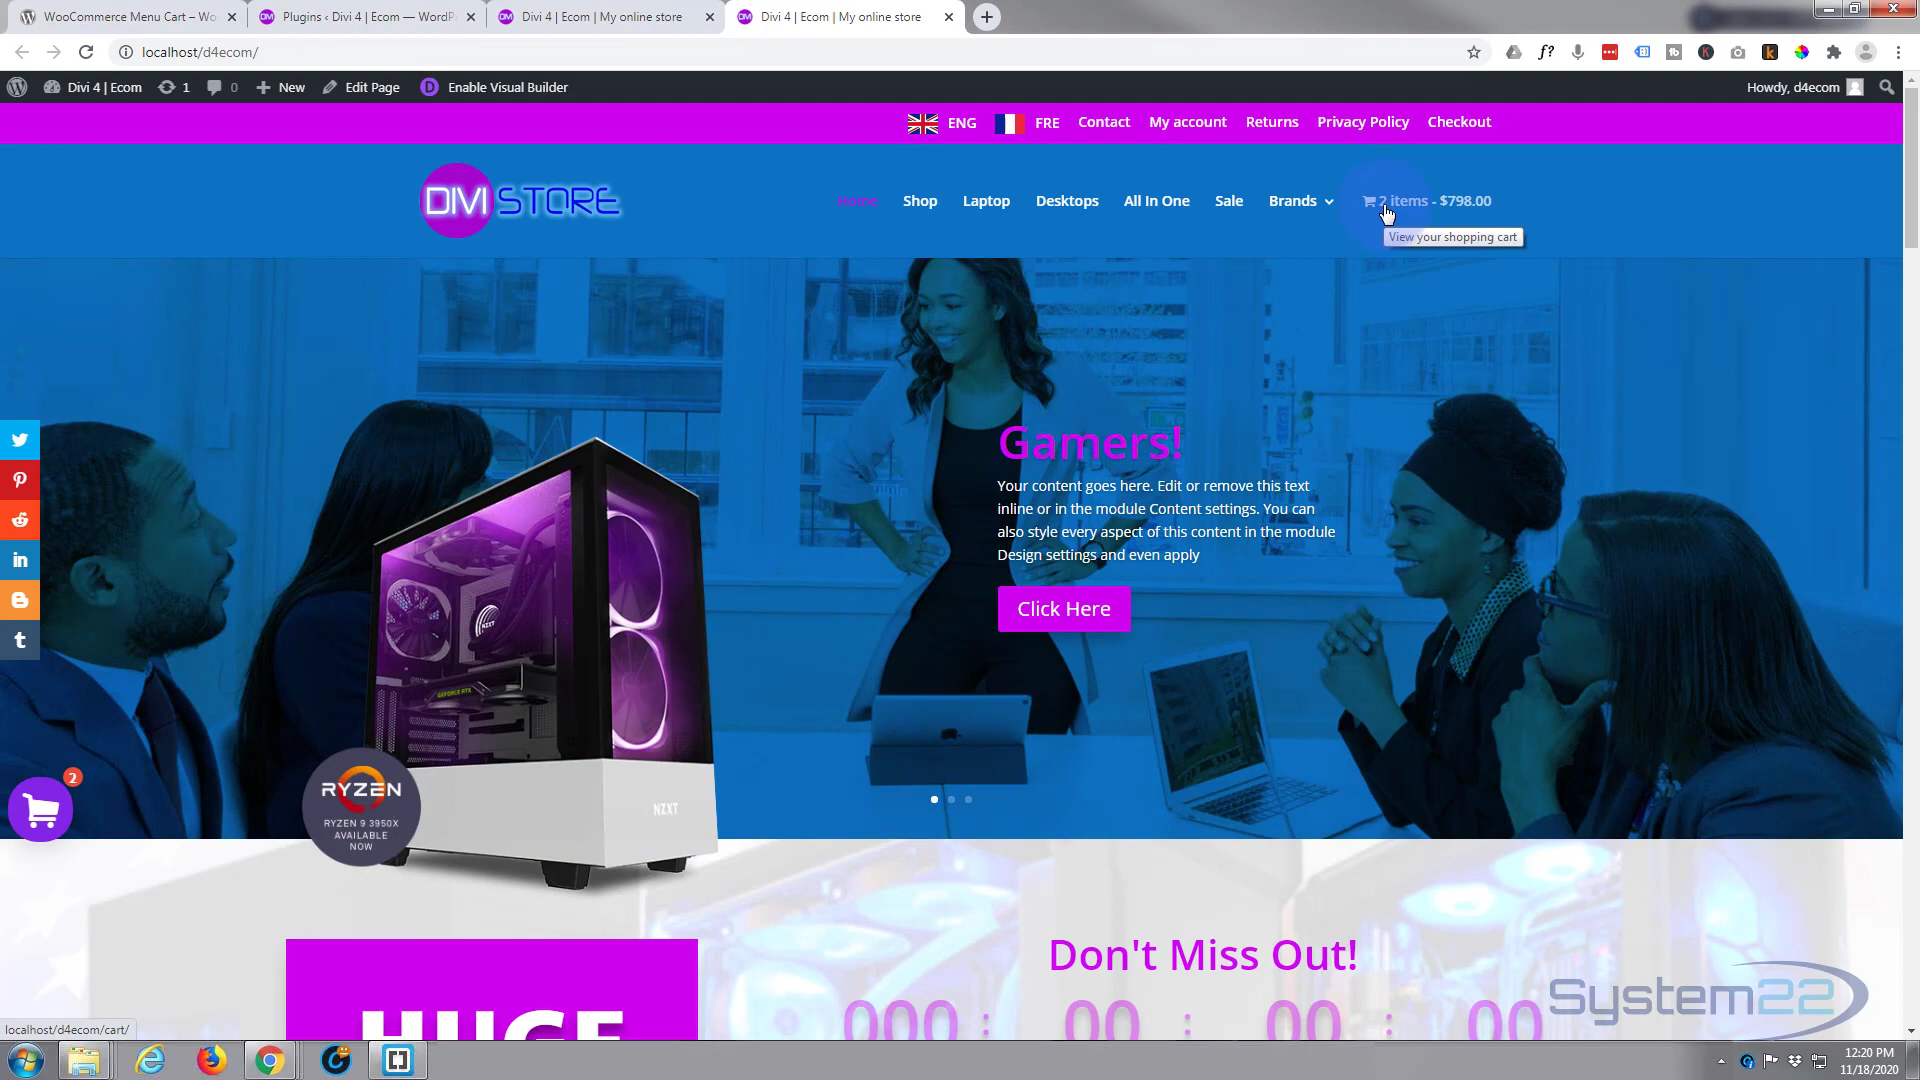 WooCommerce Menu Cart – Wo
Plugins ‹ Divi 4 | Ecom — WordP
Divi 4 | Ecom | My online store
Divi 4 | Ecom | My online store
localhost/d4ecom/
Divi 4 | Ecom
1
0
New
Edit Page
Enable Visual Builder
Howdy, d4ecom
ENG
FRE
Contact
My account
Returns
Privacy Policy
Checkout
DIVI STORE
Home
Shop
Laptop
Desktops
All In One
Sale
Brands
2 items - $798.00
View your shopping cart
Gamers!
Your content goes here. Edit or remove this text
inline or in the module Content settings. You can
also style every aspect of this content in the module
Design settings and even apply
Click Here
GEFORCE RTX
NZXT
NZXT
RYZEN
RYZEN 9 3950X
AVAILABLE
NOW
2
Don't Miss Out!
HUGE
000 : 00 : 00 : 00
System22
localhost/d4ecom/cart/
12:20 PM
11/18/2020